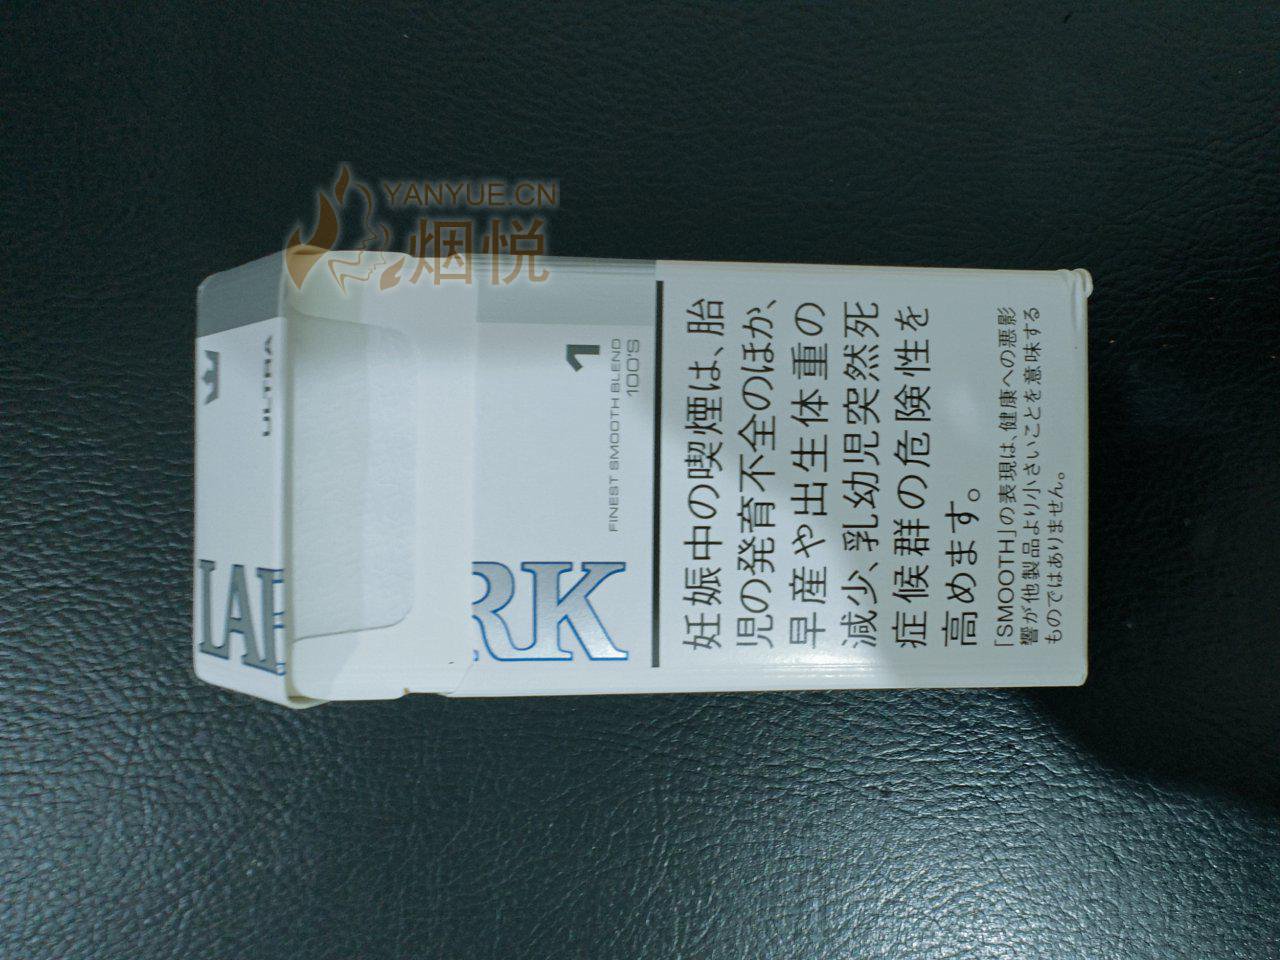 YANYUE.CN
烟悦
ULTRA
LAR
RK
1
FINEST SMOOTH BLEND
100'S
妊娠中の喫煙は、胎
児の発育不全のほか、
早産や出生体重の
減少、乳幼児突然死
症候群の危険性を
高めます。
「SMOOTH」の表現は、健康への悪影
響が他製品より小さいことを意味する
ものではありません。